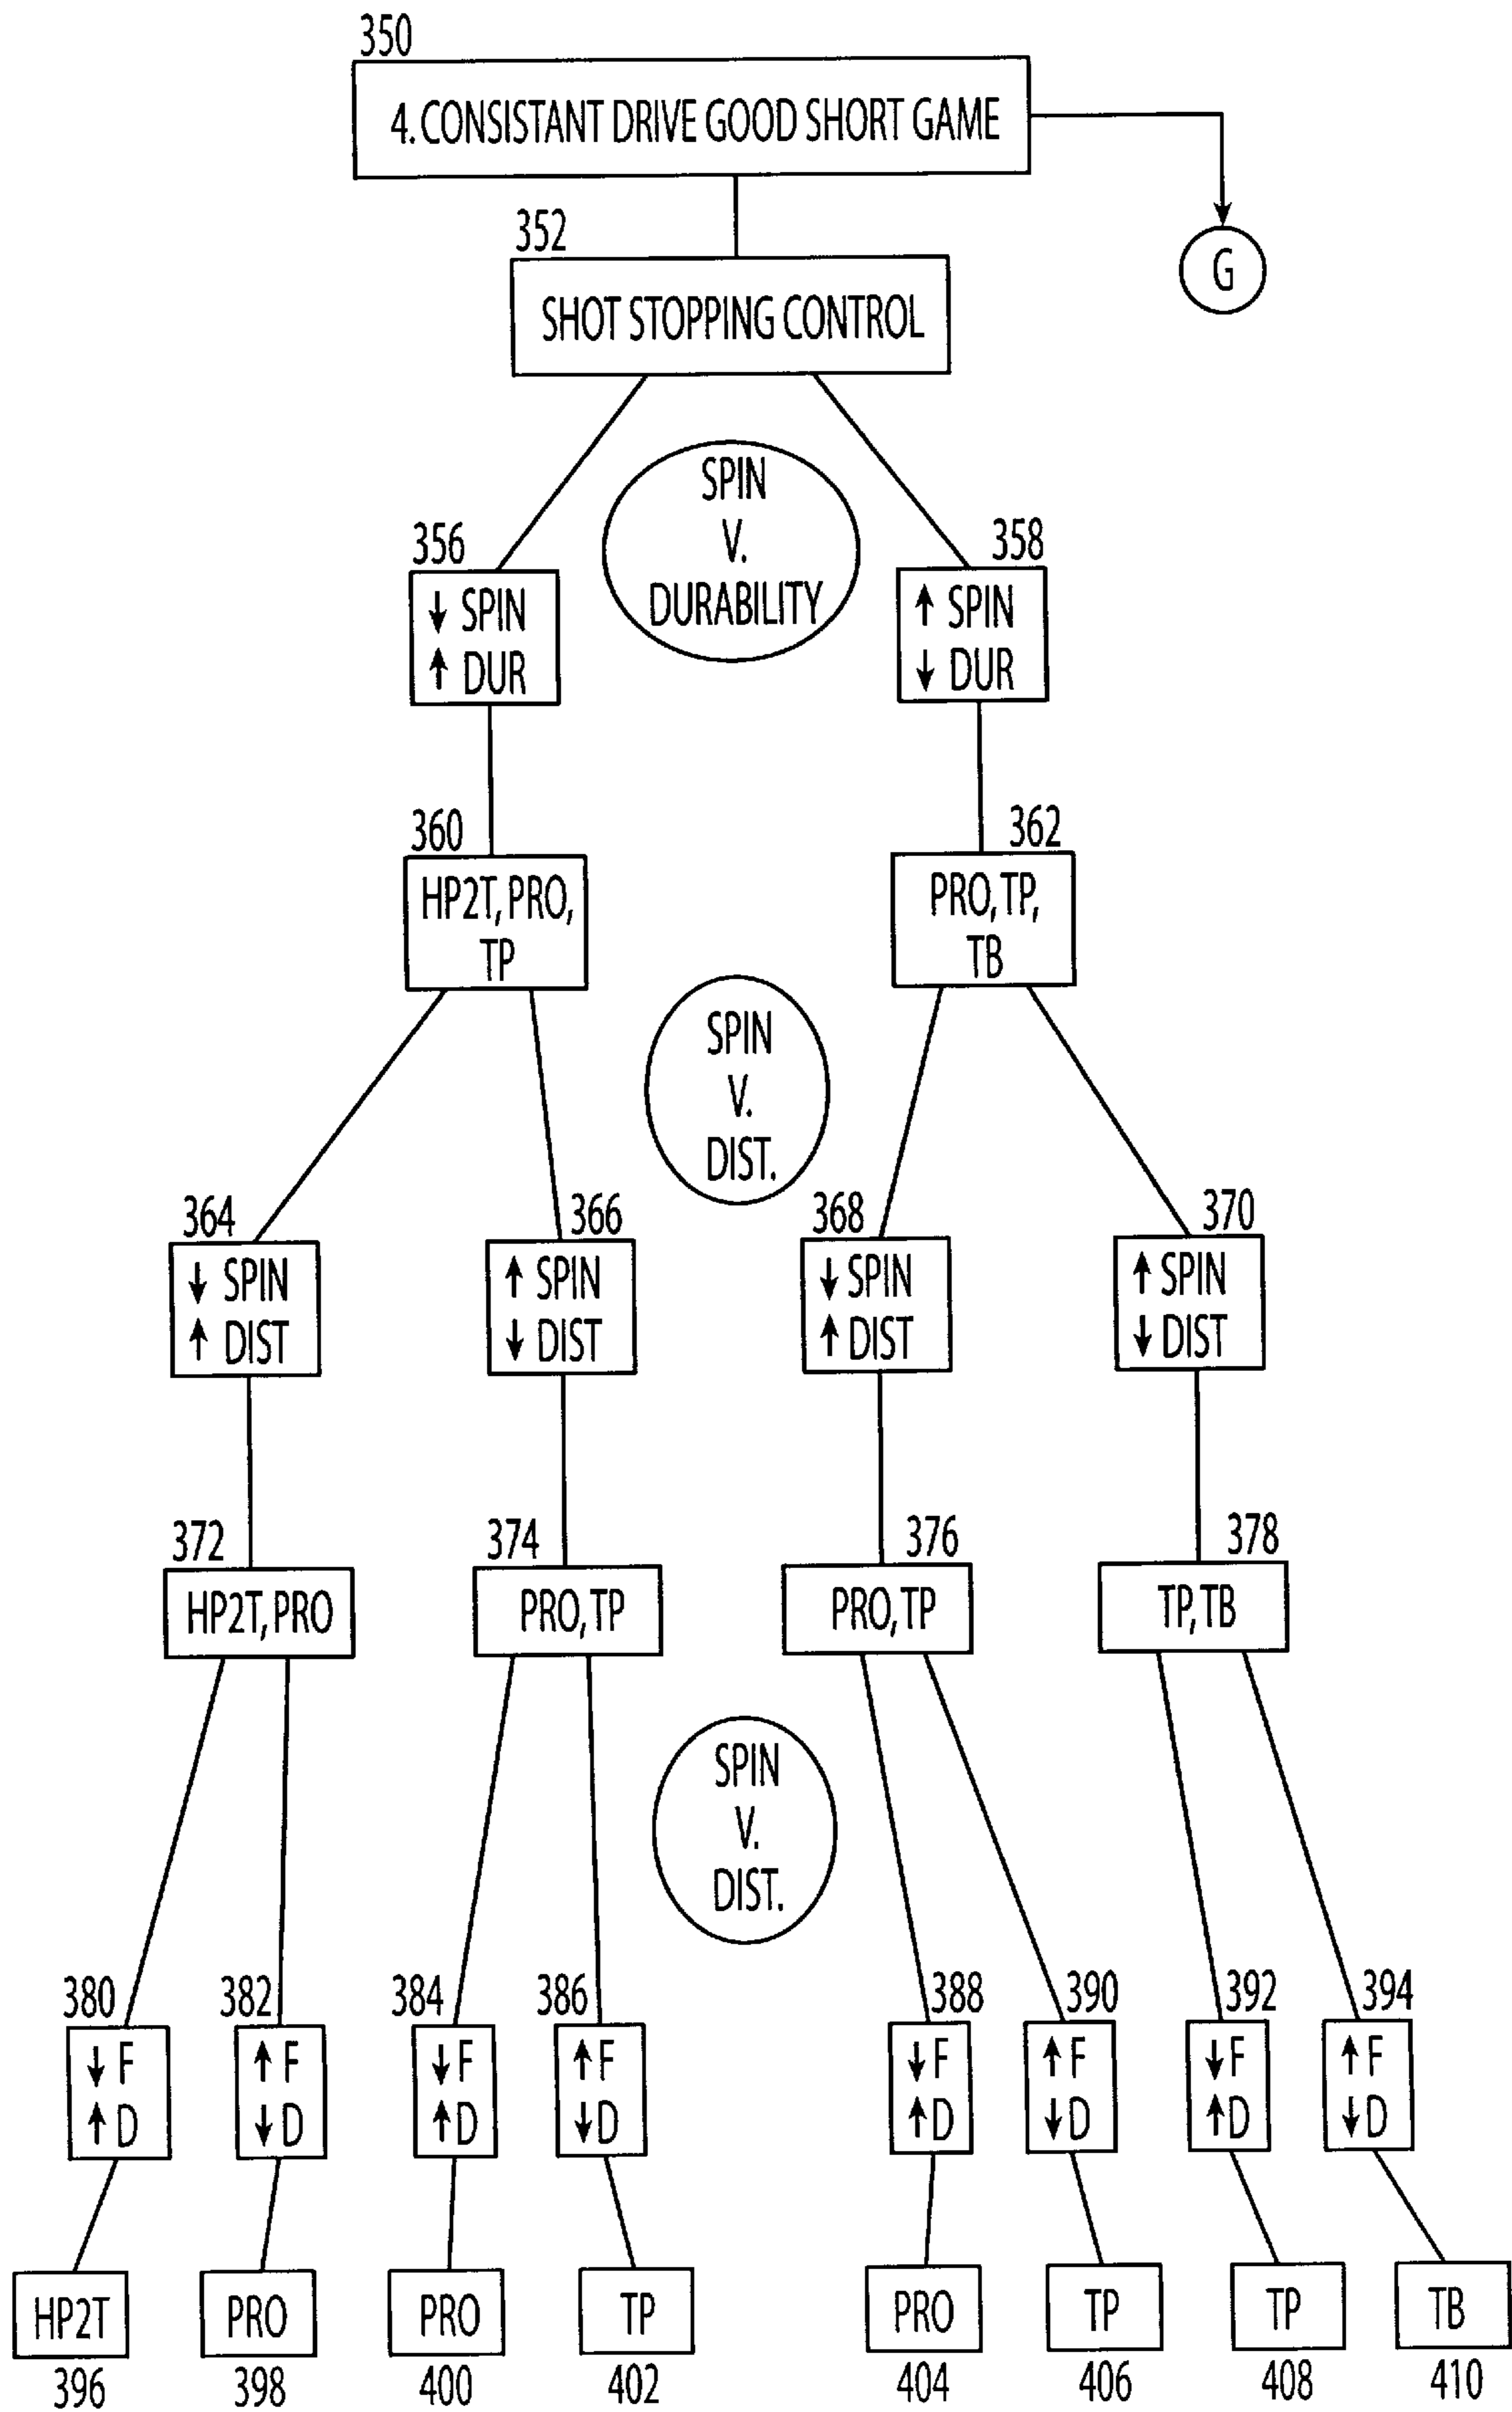 350
4. CONSISTANT DRIVE GOOD SHORT GAME
G
352
SHOT STOPPING CONTROL
SPIN
V.
DURABILITY
356
↓ SPIN
↑ DUR
358
↑ SPIN
↓ DUR
360
HP2T, PRO,
TP
362
PRO, TP,
TB
SPIN
V.
DIST.
364
↓ SPIN
↑ DIST
366
↑ SPIN
↓ DIST
368
↓ SPIN
↑ DIST
370
↑ SPIN
↓ DIST
372
HP2T, PRO
374
PRO, TP
376
PRO, TP
378
TP, TB
SPIN
V.
DIST.
380
↓ F
↑ D
382
↑ F
↓ D
384
↓ F
↑ D
386
↑ F
↓ D
388
↓ F
↑ D
390
↑ F
↓ D
392
↓ F
↑ D
394
↑ F
↓ D
HP2T
396
PRO
398
PRO
400
TP
402
PRO
404
TP
406
TP
408
TB
410